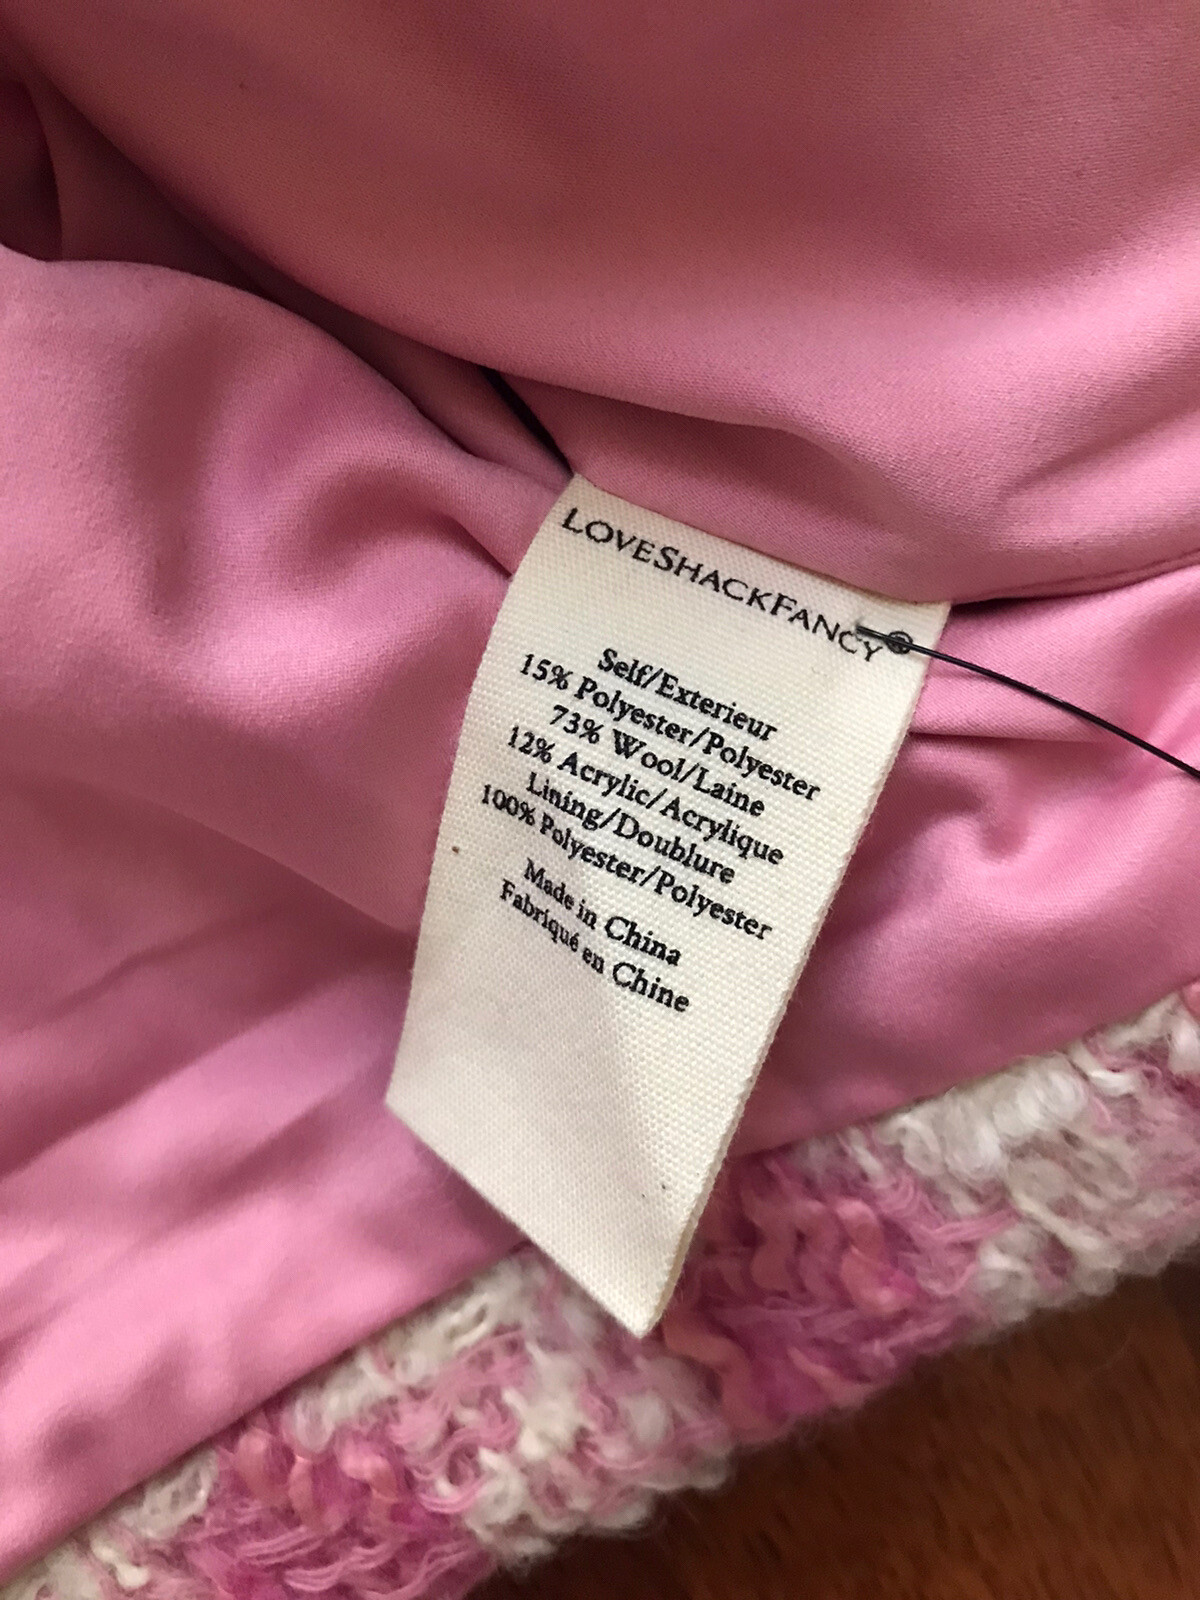 LOVESHACKFANCY®
Self/Exterieur
15% Polyester/Polyester
73% Wool/Laine
12% Acrylic/Acrylique
Lining/Doublure
100% Polyester/Polyester
Made in China
Fabriqué en Chine